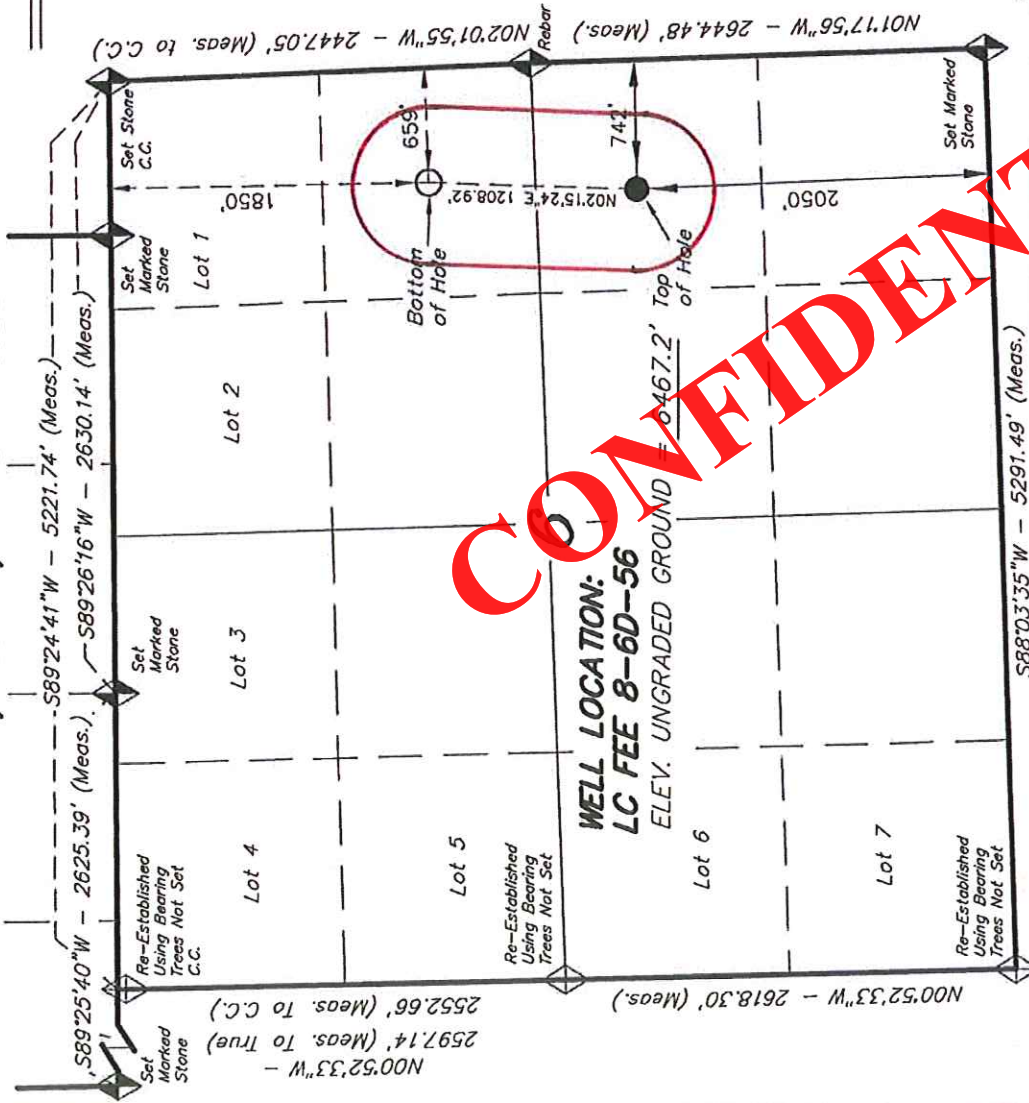 S89°24'41"W - 5221.74' (Meas.)
S89°25'40"W - 2625.39' (Meas.)
S89°26'16"W - 2630.14' (Meas.)
Set
Marked
Stone
Re-Established
Using Bearing
Trees Not Set
C.C.
Set
Marked
Stone
Set
Marked
Stone
Set Stone
C.C.
Lot 4
Lot 3
Lot 2
Lot 1
N02°01'55"W - 2447.05' (Meas. to C.C.)
1850'
659'
Bottom
of Hole
N02°15'24"E 1208.92'
Lot 5
Rebar
742'
Top
of Hole
2050'
N01°17'56"W - 2644.48' (Meas.)
N00°52'33"W -
2597.14' (Meas. To True)
2552.66' (Meas. To C.C.)
Re-Established
Using Bearing
Trees Not Set
6
WELL LOCATION:
LC FEE 8-6D-56
ELEV. UNGRADED GROUND = 6467.2'
Lot 6
Lot 7
N00°52'33"W - 2618.30' (Meas.)
Re-Established
Using Bearing
Trees Not Set
Set Marked
Stone
S88°03'35"W - 5291.49' (Meas.)
CONFIDENT